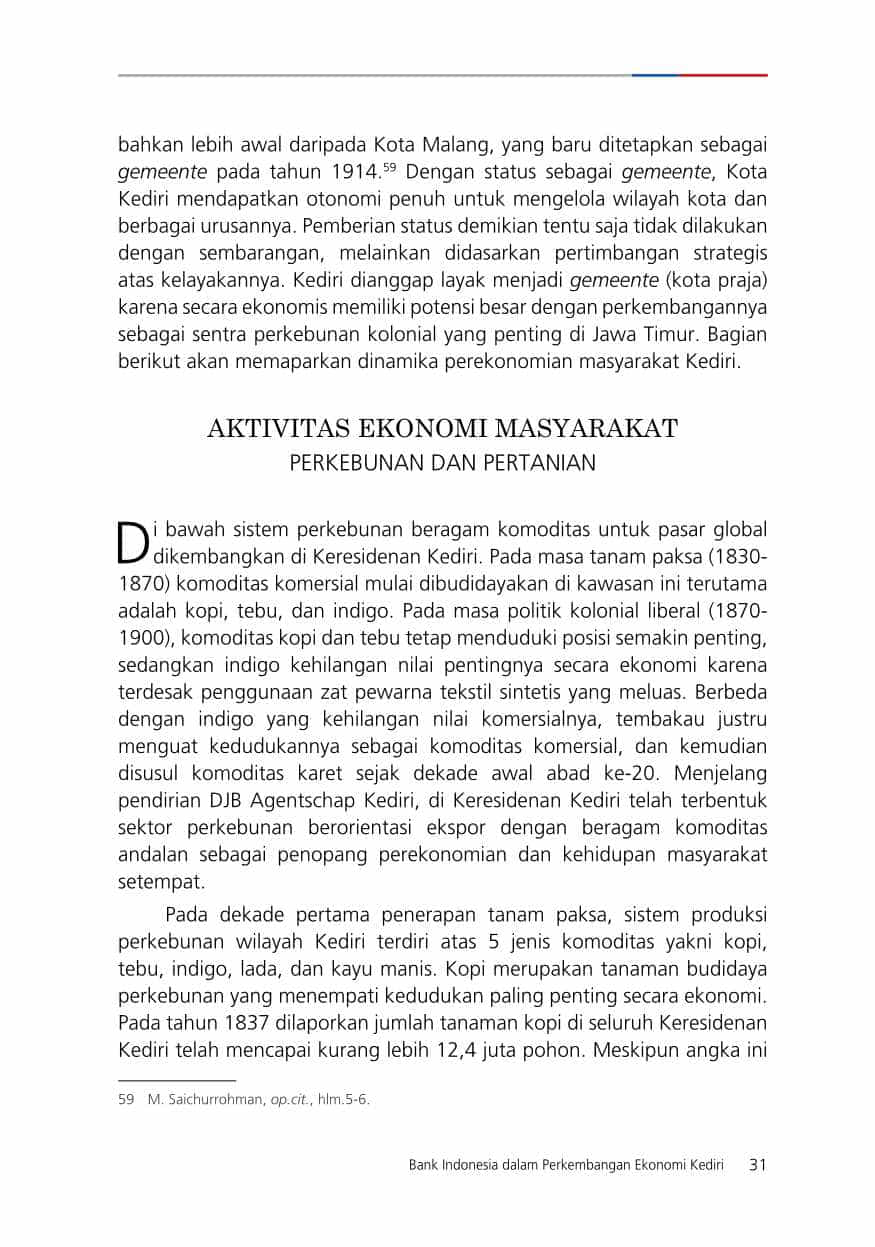 bahkan lebih awal daripada Kota Malang, yang baru ditetapkan sebagai
gemeente pada tahun 1914.59 Dengan status sebagai gemeente, Kota
Kediri mendapatkan otonomi penuh untuk mengelola wilayah kota dan
berbagai urusannya. Pemberian status demikian tentu saja tidak dilakukan
dengan sembarangan, melainkan didasarkan pertimbangan strategis
atas kelayakannya. Kediri dianggap layak menjadi gemeente (kota praja)
karena secara ekonomis memiliki potensi besar dengan perkembangannya
sebagai sentra perkebunan kolonial yang penting di Jawa Timur. Bagian
berikut akan memaparkan dinamika perekonomian masyarakat Kediri.
AKTIVITAS EKONOMI MASYARAKAT
PERKEBUNAN DAN PERTANIAN
Di bawah sistem perkebunan beragam komoditas untuk pasar global
dikembangkan di Keresidenan Kediri. Pada masa tanam paksa (1830-
1870) komoditas komersial mulai dibudidayakan di kawasan ini terutama
adalah kopi, tebu, dan indigo. Pada masa politik kolonial liberal (1870-
1900), komoditas kopi dan tebu tetap menduduki posisi semakin penting,
sedangkan indigo kehilangan nilai pentingnya secara ekonomi karena
terdesak penggunaan zat pewarna tekstil sintetis yang meluas. Berbeda
dengan indigo yang kehilangan nilai komersialnya, tembakau justru
menguat kedudukannya sebagai komoditas komersial, dan kemudian
disusul komoditas karet sejak dekade awal abad ke-20. Menjelang
pendirian DJB Agentschap Kediri, di Keresidenan Kediri telah terbentuk
sektor perkebunan berorientasi ekspor dengan beragam komoditas
andalan sebagai penopang perekonomian dan kehidupan masyarakat
setempat.
Pada dekade pertama penerapan tanam paksa, sistem produksi
perkebunan wilayah Kediri terdiri atas 5 jenis komoditas yakni kopi,
tebu, indigo, lada, dan kayu manis. Kopi merupakan tanaman budidaya
perkebunan yang menempati kedudukan paling penting secara ekonomi.
Pada tahun 1837 dilaporkan jumlah tanaman kopi di seluruh Keresidenan
Kediri telah mencapai kurang lebih 12,4 juta pohon. Meskipun angka ini
59 M. Saichurrohman, op.cit., hlm.5-6.
Bank Indonesia dalam Perkembangan Ekonomi Kediri 31